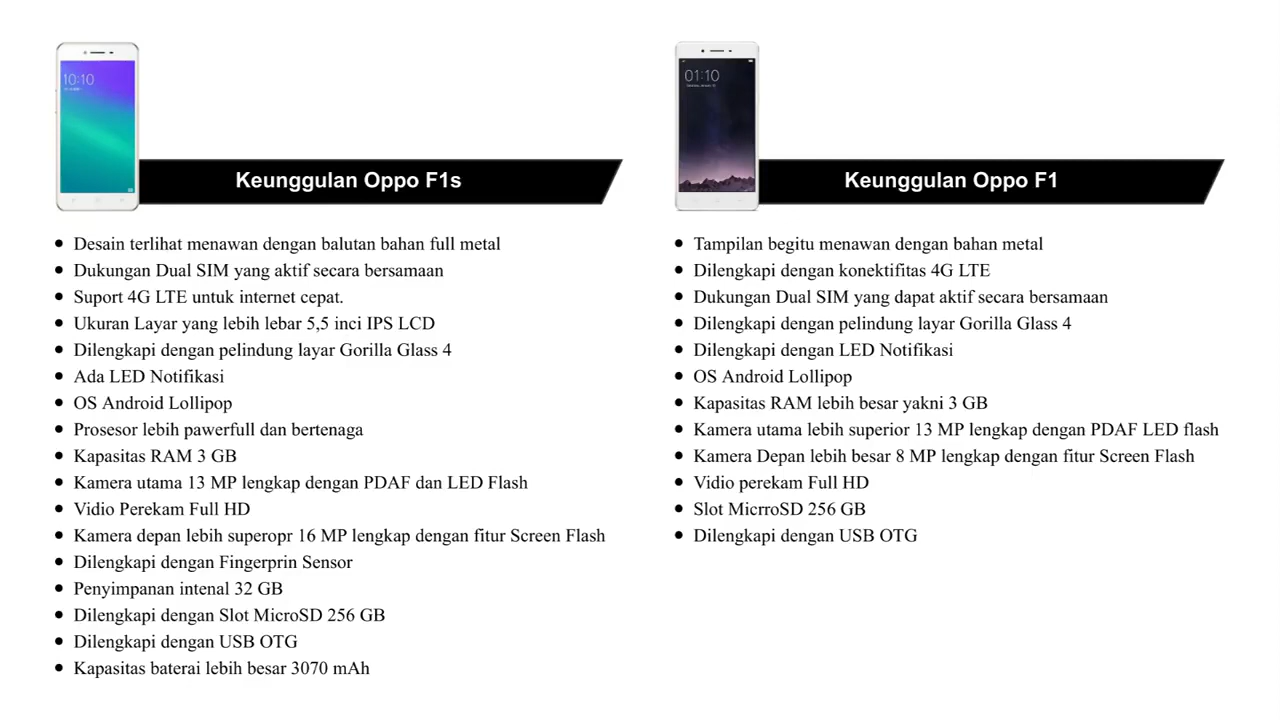 10:10
01:10
Keunggulan Oppo F1s
Desain terlihat menawan dengan balutan bahan full metal
Dukungan Dual SIM yang aktif secara bersamaan
Suport 4G LTE untuk internet cepat.
Ukuran Layar yang lebih lebar 5,5 inci IPS LCD
Dilengkapi dengan pelindung layar Gorilla Glass 4
Ada LED Notifikasi
OS Android Lollipop
Prosesor lebih pawerfull dan bertenaga
Kapasitas RAM 3 GB
Kamera utama 13 MP lengkap dengan PDAF dan LED Flash
Vidio Perekam Full HD
Kamera depan lebih superopr 16 MP lengkap dengan fitur Screen Flash
Dilengkapi dengan Fingerprin Sensor
Penyimpanan intenal 32 GB
Dilengkapi dengan Slot MicroSD 256 GB
Dilengkapi dengan USB OTG
Kapasitas baterai lebih besar 3070 mAh
Keunggulan Oppo F1
Tampilan begitu menawan dengan bahan metal
Dilengkapi dengan konektifitas 4G LTE
Dukungan Dual SIM yang dapat aktif secara bersamaan
Dilengkapi dengan pelindung layar Gorilla Glass 4
Dilengkapi dengan LED Notifikasi
OS Android Lollipop
Kapasitas RAM lebih besar yakni 3 GB
Kamera utama lebih superior 13 MP lengkap dengan PDAF LED flash
Kamera Depan lebih besar 8 MP lengkap dengan fitur Screen Flash
Vidio perekam Full HD
Slot MicrroSD 256 GB
Dilengkapi dengan USB OTG